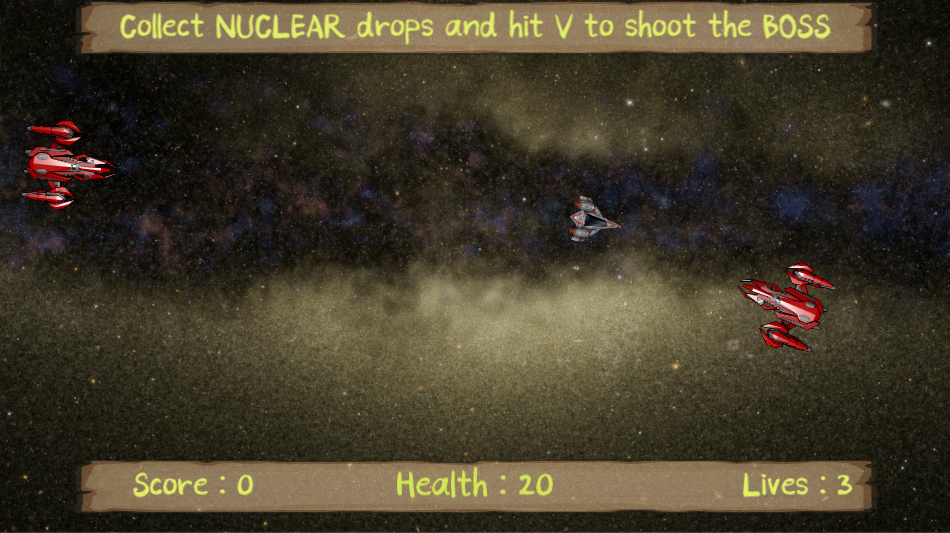 Collect NUCLEAR drops and hit V to shoot the BOSS
Score : 0 Health : 20 Lives : 3